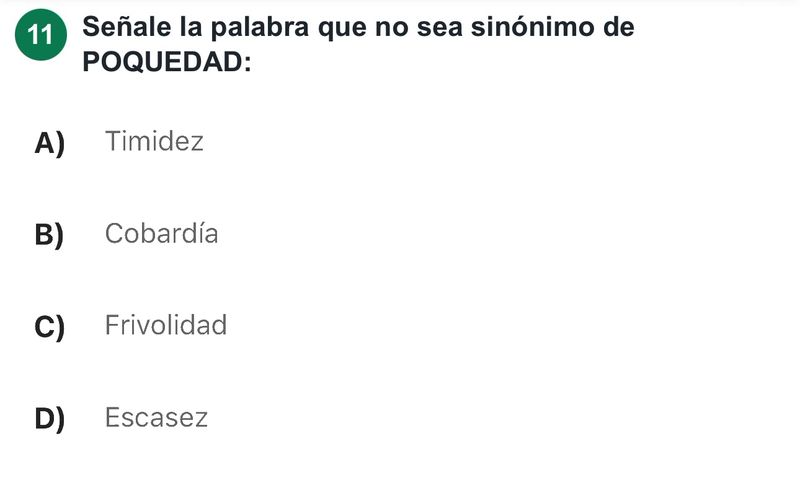 11 Señale la palabra que no sea sinónimo de
POQUEDAD:
A) Timidez
B) Cobardía
C) Frivolidad
D) Escasez